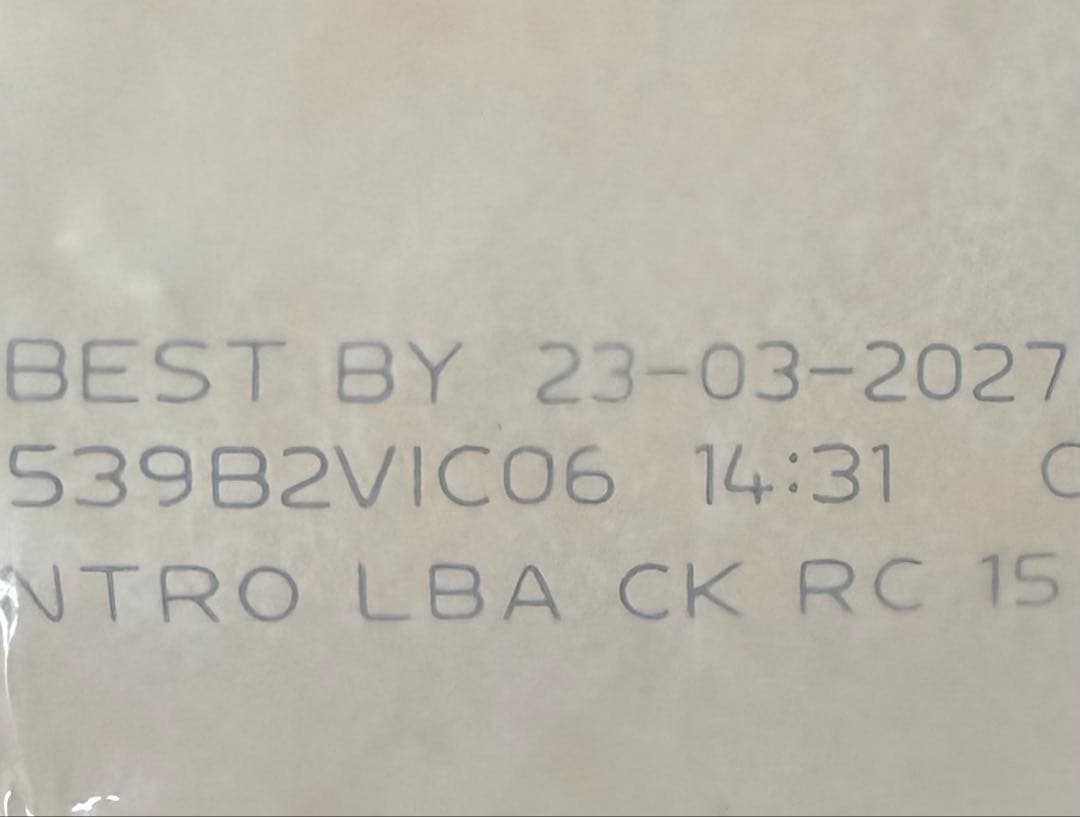 BEST BY 23-03-2027
539B2VIC06 14:31 C
NTRO LBA CK RC 15